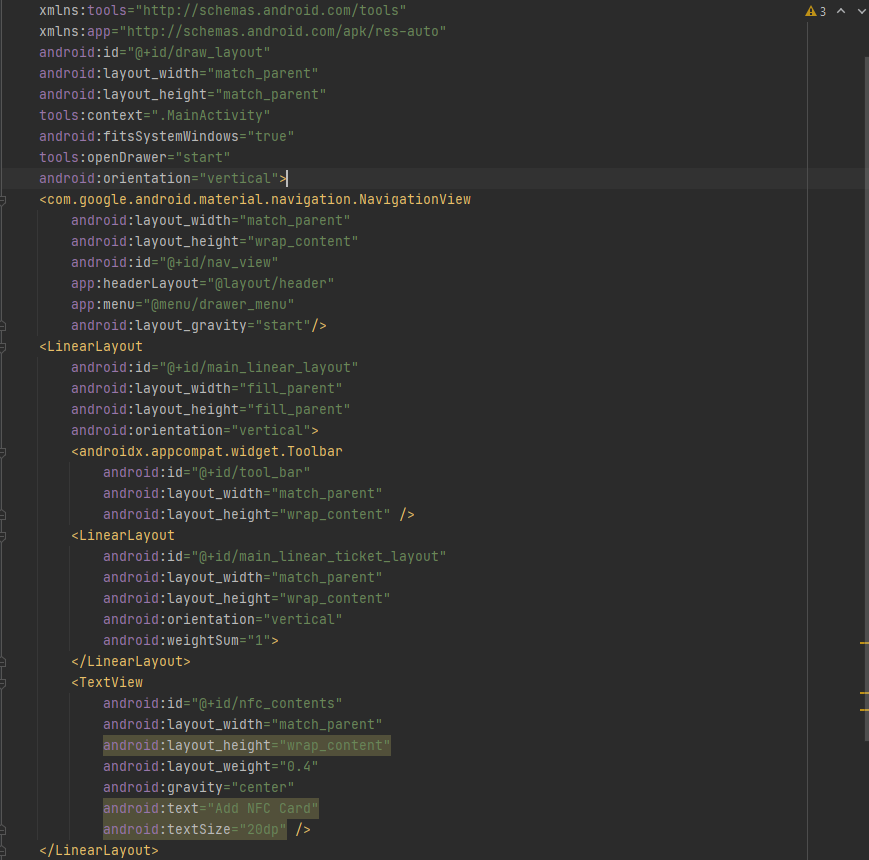 xmlns:tools="http://schemas.android.com/tools"
3
xmlns:app="http://schemas.android.com/apk/res-auto"
android:id="@+id/draw_layout"
android:layout_width="match_parent"
android:layout_height="match_parent"
tools:context=".MainActivity"
android:fitsSystemWindows="true"
tools:openDrawer="start"
android:orientation="vertical">
<com.google.android.material.navigation.NavigationView
android:layout_width="match_parent"
android:layout_height="wrap_content"
android:id="@+id/nav_view"
app:headerLayout="@layout/header"
app:menu="@menu/drawer_menu"
android:layout_gravity="start"/>
<LinearLayout
android:id="@+id/main_linear_layout"
android:layout_width="fill_parent"
android:layout_height="fill_parent"
android:orientation="vertical">
<androidx.appcompat.widget.Toolbar
android:id="@+id/tool_bar"
android:layout_width="match_parent"
android:layout_height="wrap_content" />
<LinearLayout
android:id="@+id/main_linear_ticket_layout"
android:layout_width="match_parent"
android:layout_height="wrap_content"
android:orientation="vertical"
android:weightSum="1">
</LinearLayout>
<TextView
android:id="@+id/nfc_contents"
android:layout_width="match_parent"
android:layout_height="wrap_content"
android:layout_weight="0.4"
android:gravity="center"
android:text="Add NFC Card"
android:textSize="20dp" />
</LinearLayout>